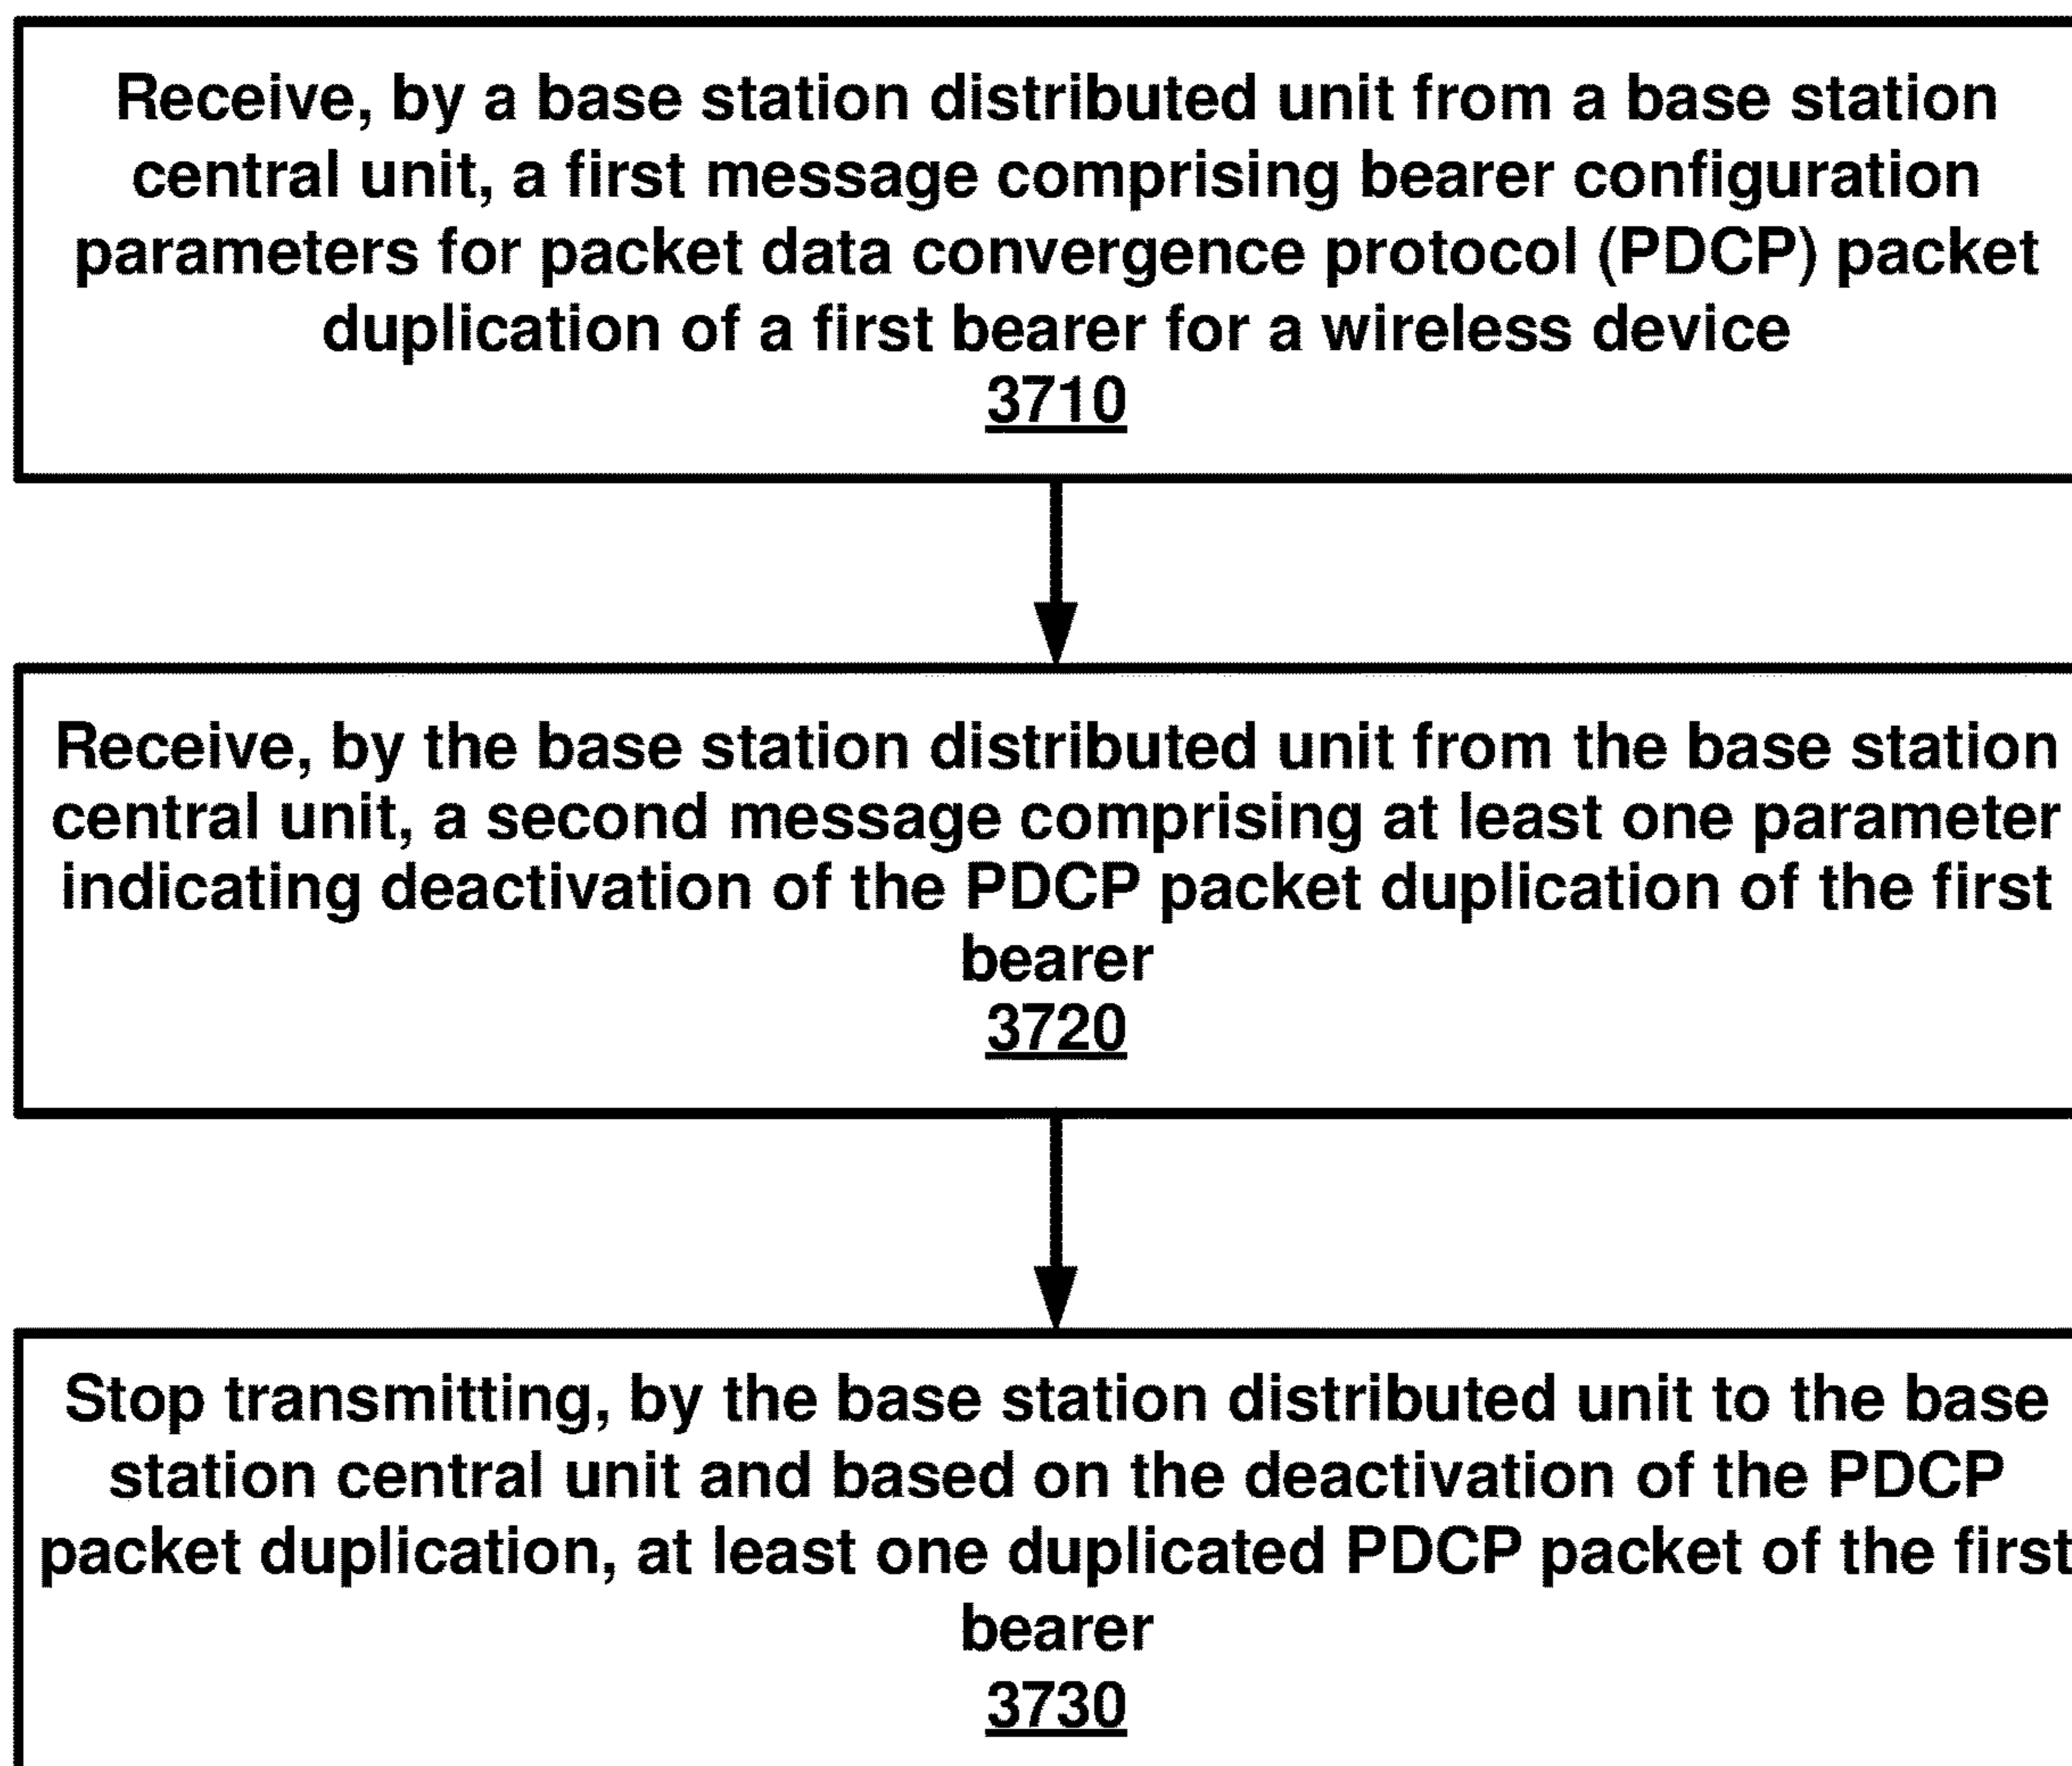 Receive, by a base station distributed unit from a base station
central unit, a first message comprising bearer configuration
parameters for packet data convergence protocol (PDCP) packet
duplication of a first bearer for a wireless device
3710
Receive, by the base station distributed unit from the base station
central unit, a second message comprising at least one parameter
indicating deactivation of the PDCP packet duplication of the first
bearer
3720
Stop transmitting, by the base station distributed unit to the base
station central unit and based on the deactivation of the PDCP
packet duplication, at least one duplicated PDCP packet of the first
bearer
3730